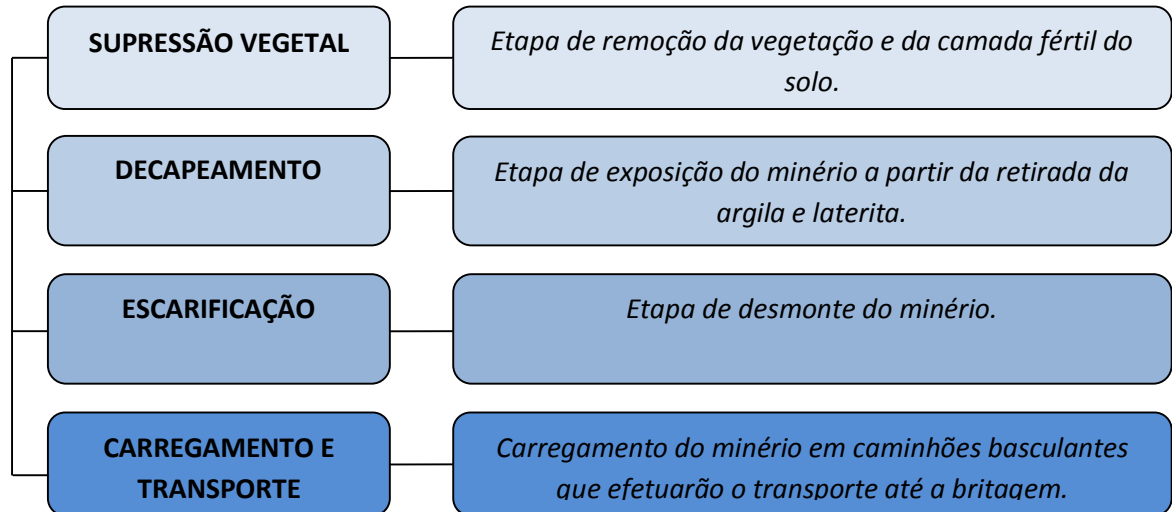 SUPRESSÃO VEGETAL
Etapa de remoção da vegetação e da camada fértil do
solo.
DECAPEAMENTO
Etapa de exposição do minério a partir da retirada da
argila e laterita.
ESCARIFICAÇÃO
Etapa de desmonte do minério.
CARREGAMENTO E
TRANSPORTE
Carregamento do minério em caminhões basculantes
que efetuarão o transporte até a britagem.